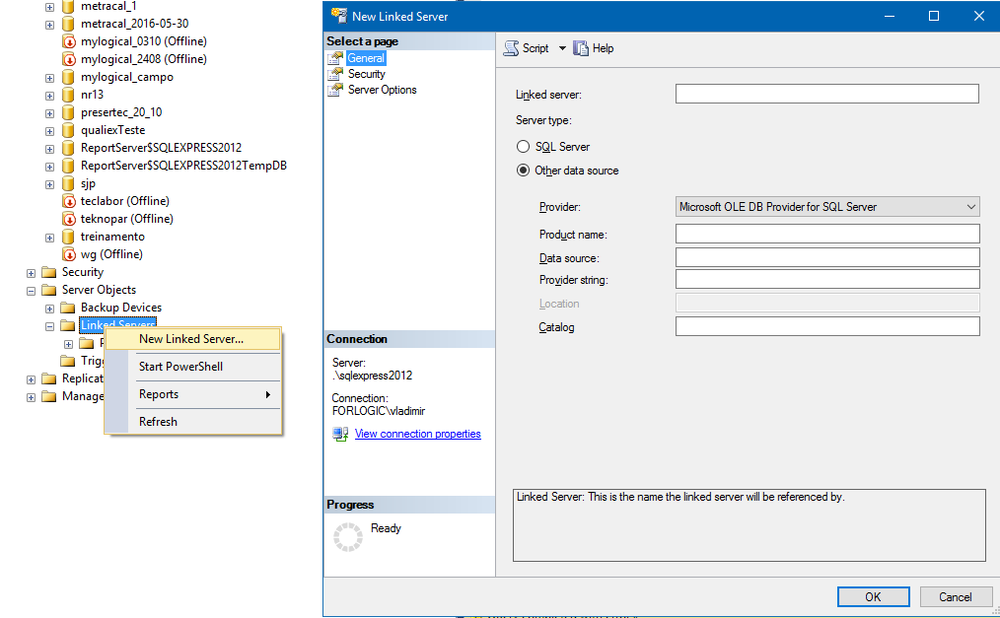 metracal_1
metracal_2016-05-30
mylogical_0310 (Offline)
mylogical_2408 (Offline)
mylogical_campo
nr13
presertec_20_10
qualiexTeste
ReportServer$SQLEXPRESS2012
ReportServer$SQLEXPRESS2012TempDB
sjp
teclabor (Offline)
teknopar (Offline)
treinamento
wg (Offline)
Security
Server Objects
Backup Devices
Linked Servers
Trigg
Replicat
Manage
New Linked Server...
Start PowerShell
Reports
Refresh
New Linked Server
Select a page
General
Security
Server Options
Connection
Server:
.\sqlexpress2012
Connection:
FORLOGIC\vladimir
View connection properties
Progress
Ready
Script
Help
Linked server:
Server type:
SQL Server
Other data source
Provider:
Microsoft OLE DB Provider for SQL Server
Product name:
Data source:
Provider string:
Location
Catalog
Linked Server: This is the name the linked server will be referenced by.
OK
Cancel